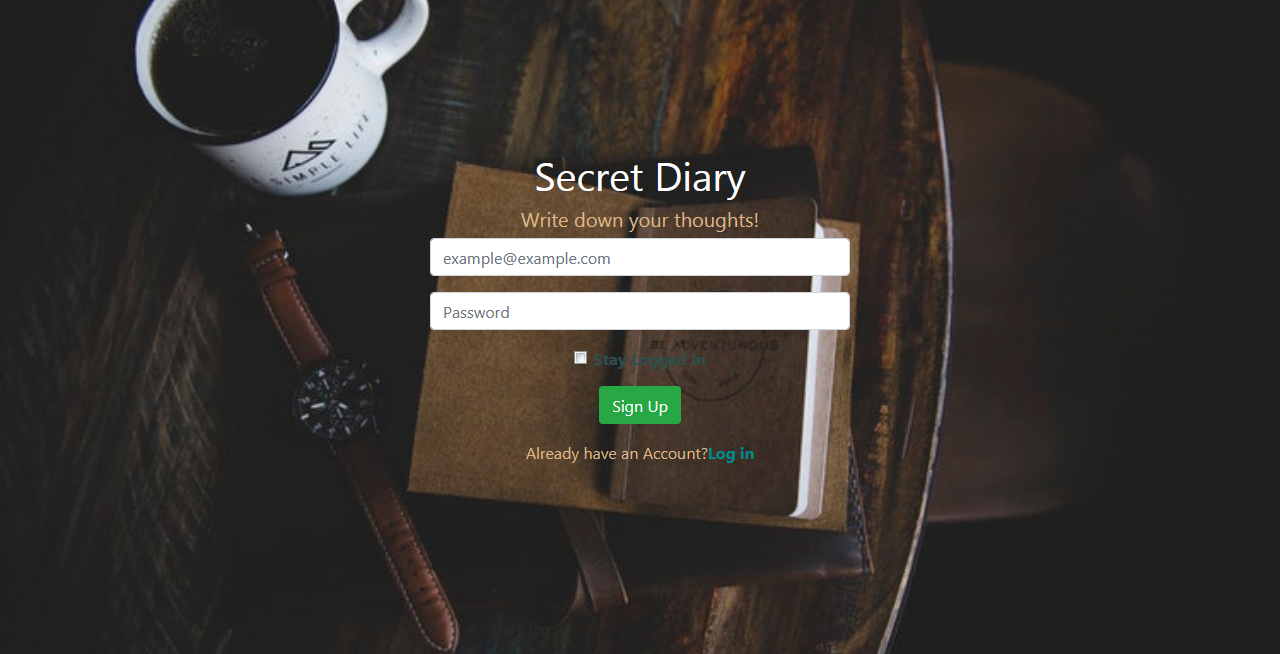 SIMPLE LIFE
Secret Diary
Write down your thoughts!
example@example.com
Password
BE ADVENTUROUS
Stay Logged In
Sign Up
Already have an Account?Log in